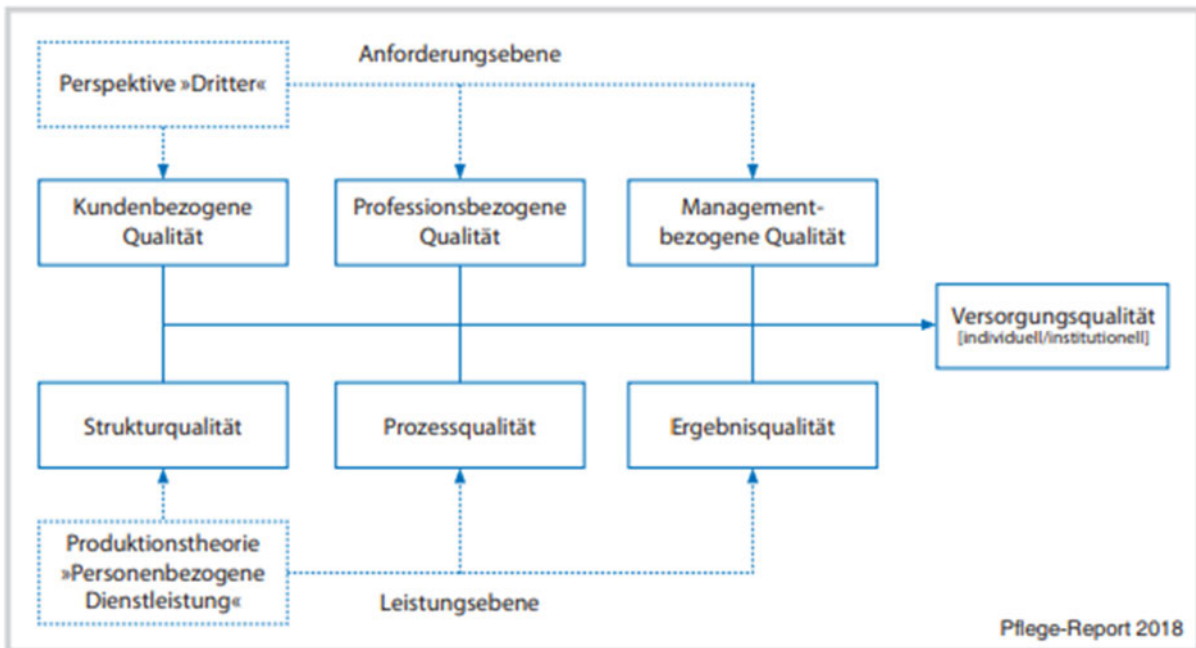 Anforderungsebene
Perspektive »Dritter«
Kundenbezogene
Qualität
Professionsbezogene
Qualität
Management-
bezogene Qualität
Versorgungsqualität
[individuell/institutionell]
Strukturqualität
Prozessqualität
Ergebnisqualität
Produktionstheorie
»Personenbezogene
Dienstleistung«
Leistungsebene
Pflege-Report 2018